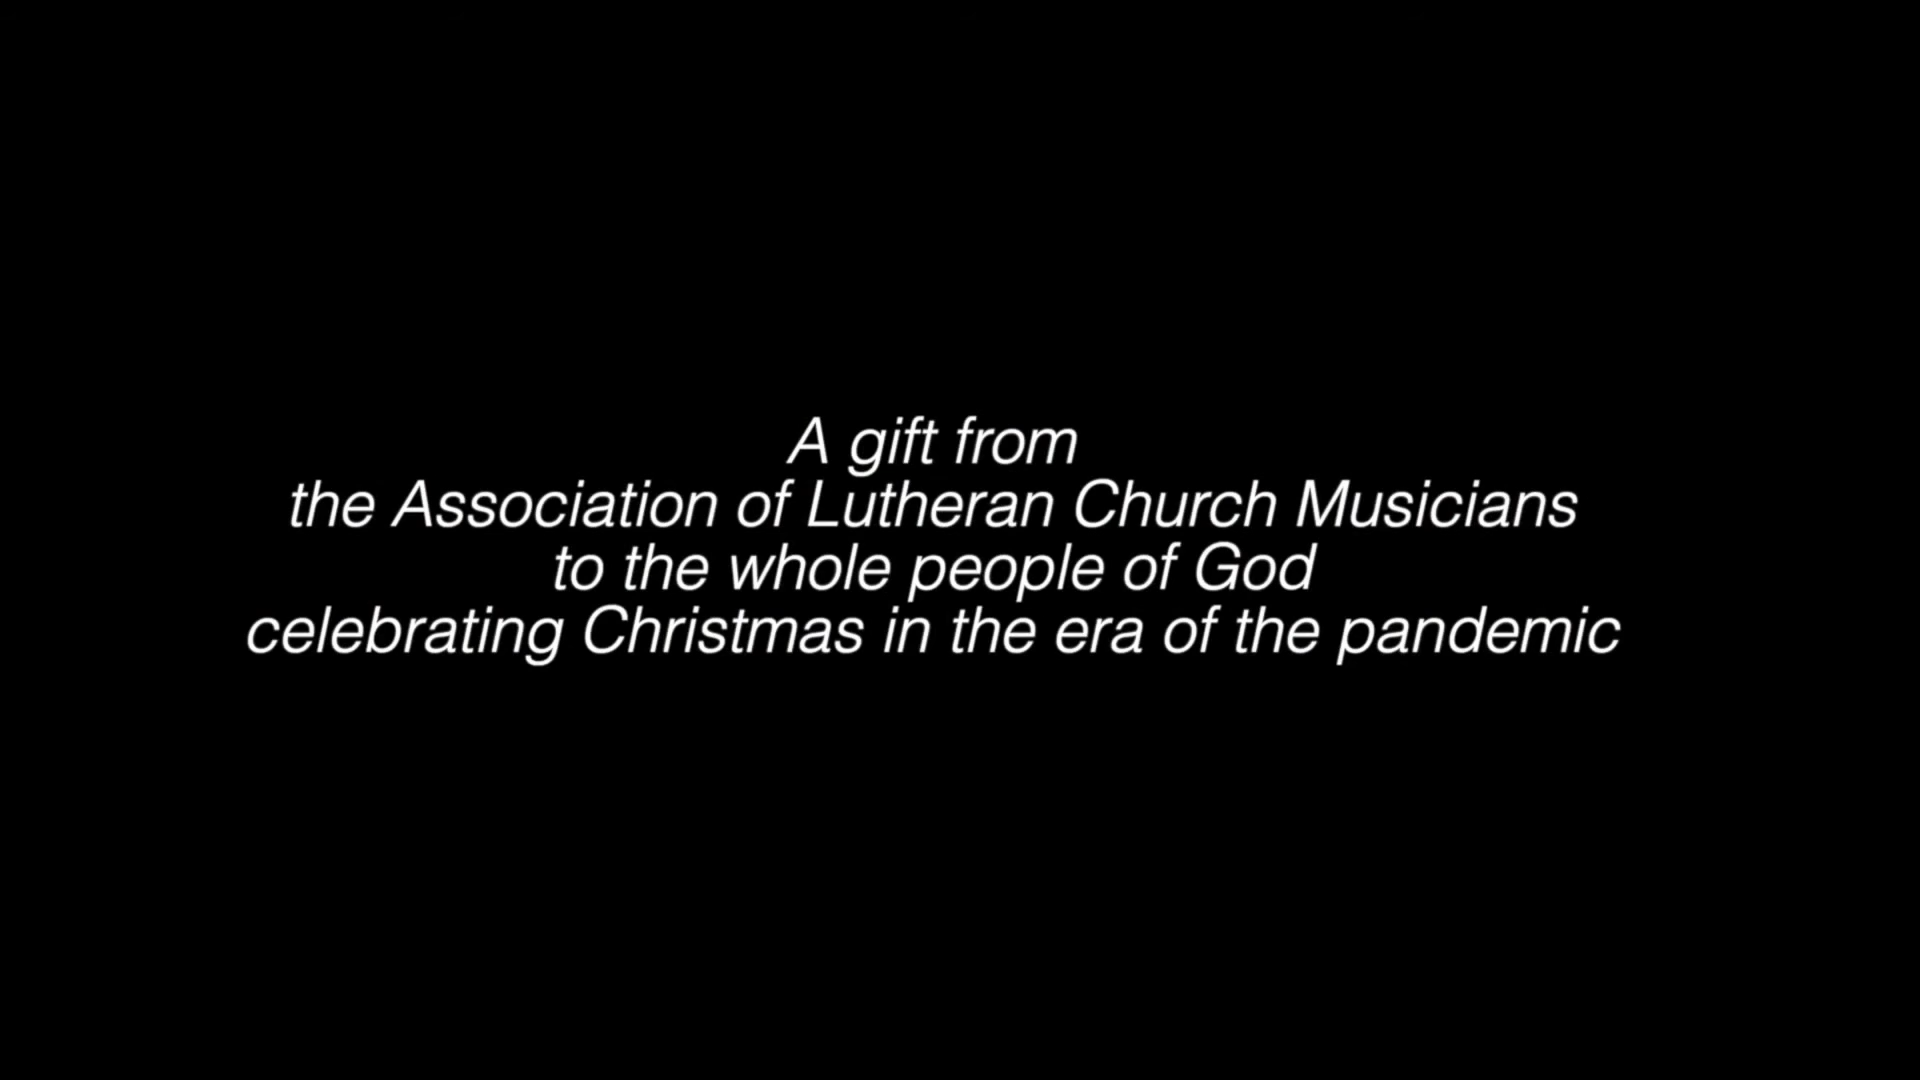 A gift from
the Association of Lutheran Church Musicians
to the whole people of God
celebrating Christmas in the era of the pandemic